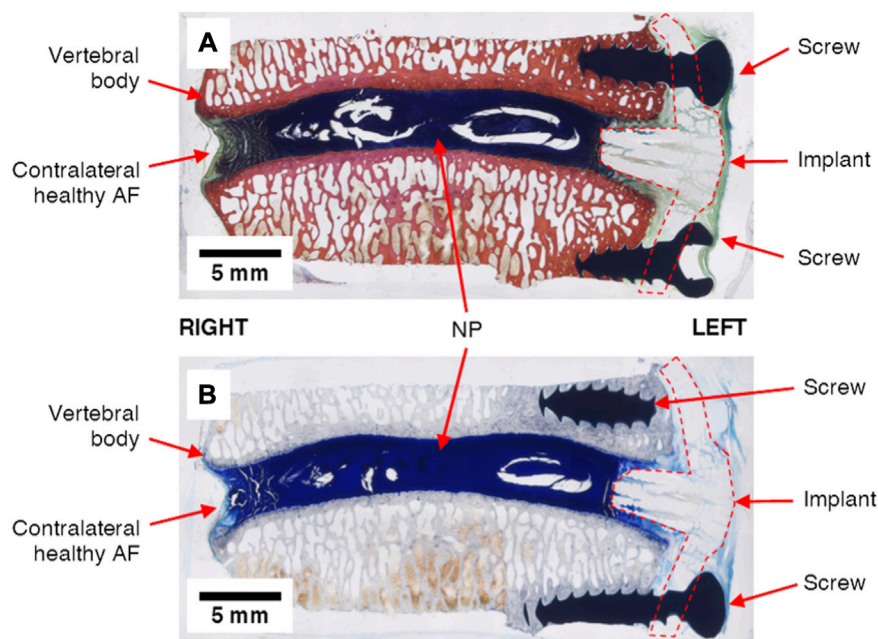 A
Vertebral
body
Screw
Contralateral
healthy AF
Implant
Screw
5 mm
RIGHT
NP
LEFT
B
Vertebral
body
Screw
Contralateral
healthy AF
Implant
Screw
5 mm